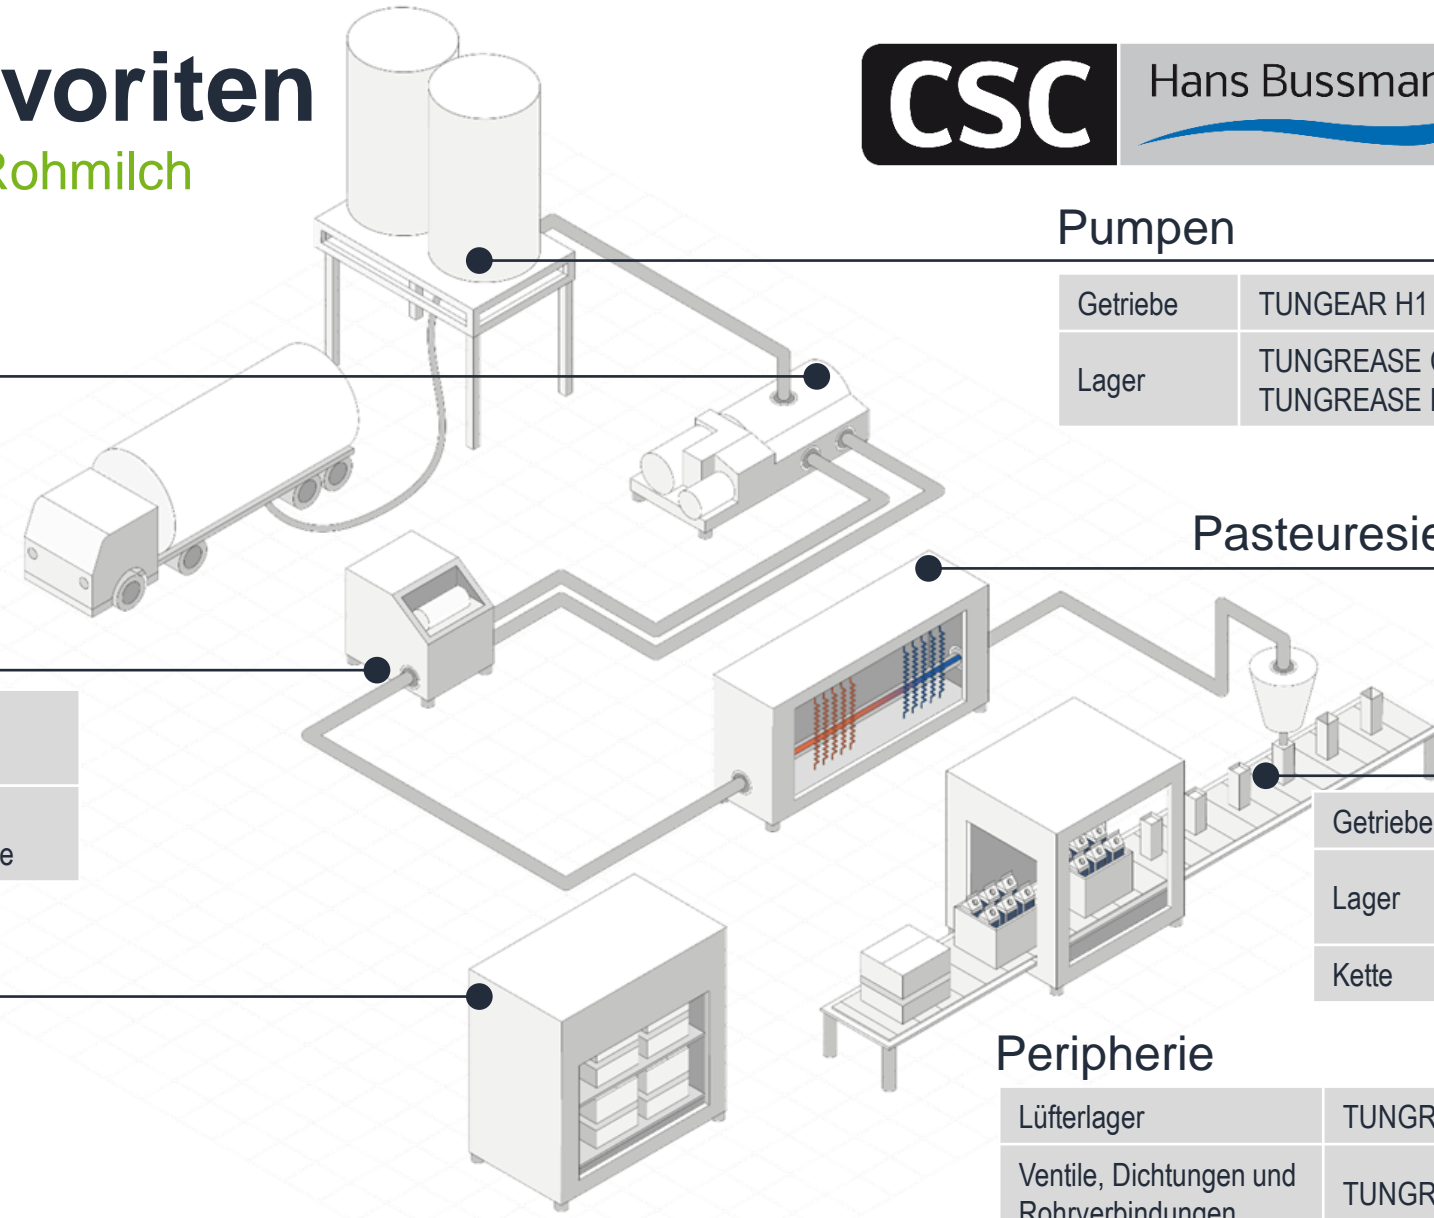 voriten
Rohmilch
CSC
Hans Bussmar
Pumpen
Getriebe TUNGEAR H1
Lager TUNGREASE
TUNGREASE
Pasteuresie
e
Getriebe
Lager
Kette
Peripherie
Lüfterlager TUNGR
Ventile, Dichtungen und
Rohrverbindungen TUNGR